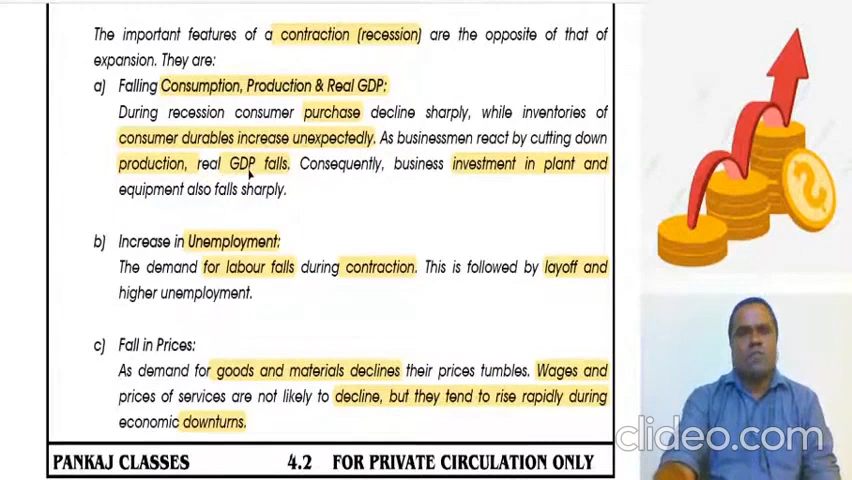 The important features of a contraction (recession) are the opposite of that of
expansion. They are:
a) Falling Consumption, Production & Real GDP:
During recession consumer purchase decline sharply, while inventories of
consumer durables increase unexpectedly. As businessmen react by cutting down
production, real GDP falls. Consequently, business investment in plant and
equipment also falls sharply.
b) Increase in Unemployment:
The demand for labour falls during contraction. This is followed by layoff and
higher unemployment.
c) Fall in Prices:
As demand for goods and materials declines their prices tumbles. Wages and
prices of services are not likely to decline, but they tend to rise rapidly during
economic downturns.
PANKAJ CLASSES 4.2 FOR PRIVATE CIRCULATION ONLY
clideo.com